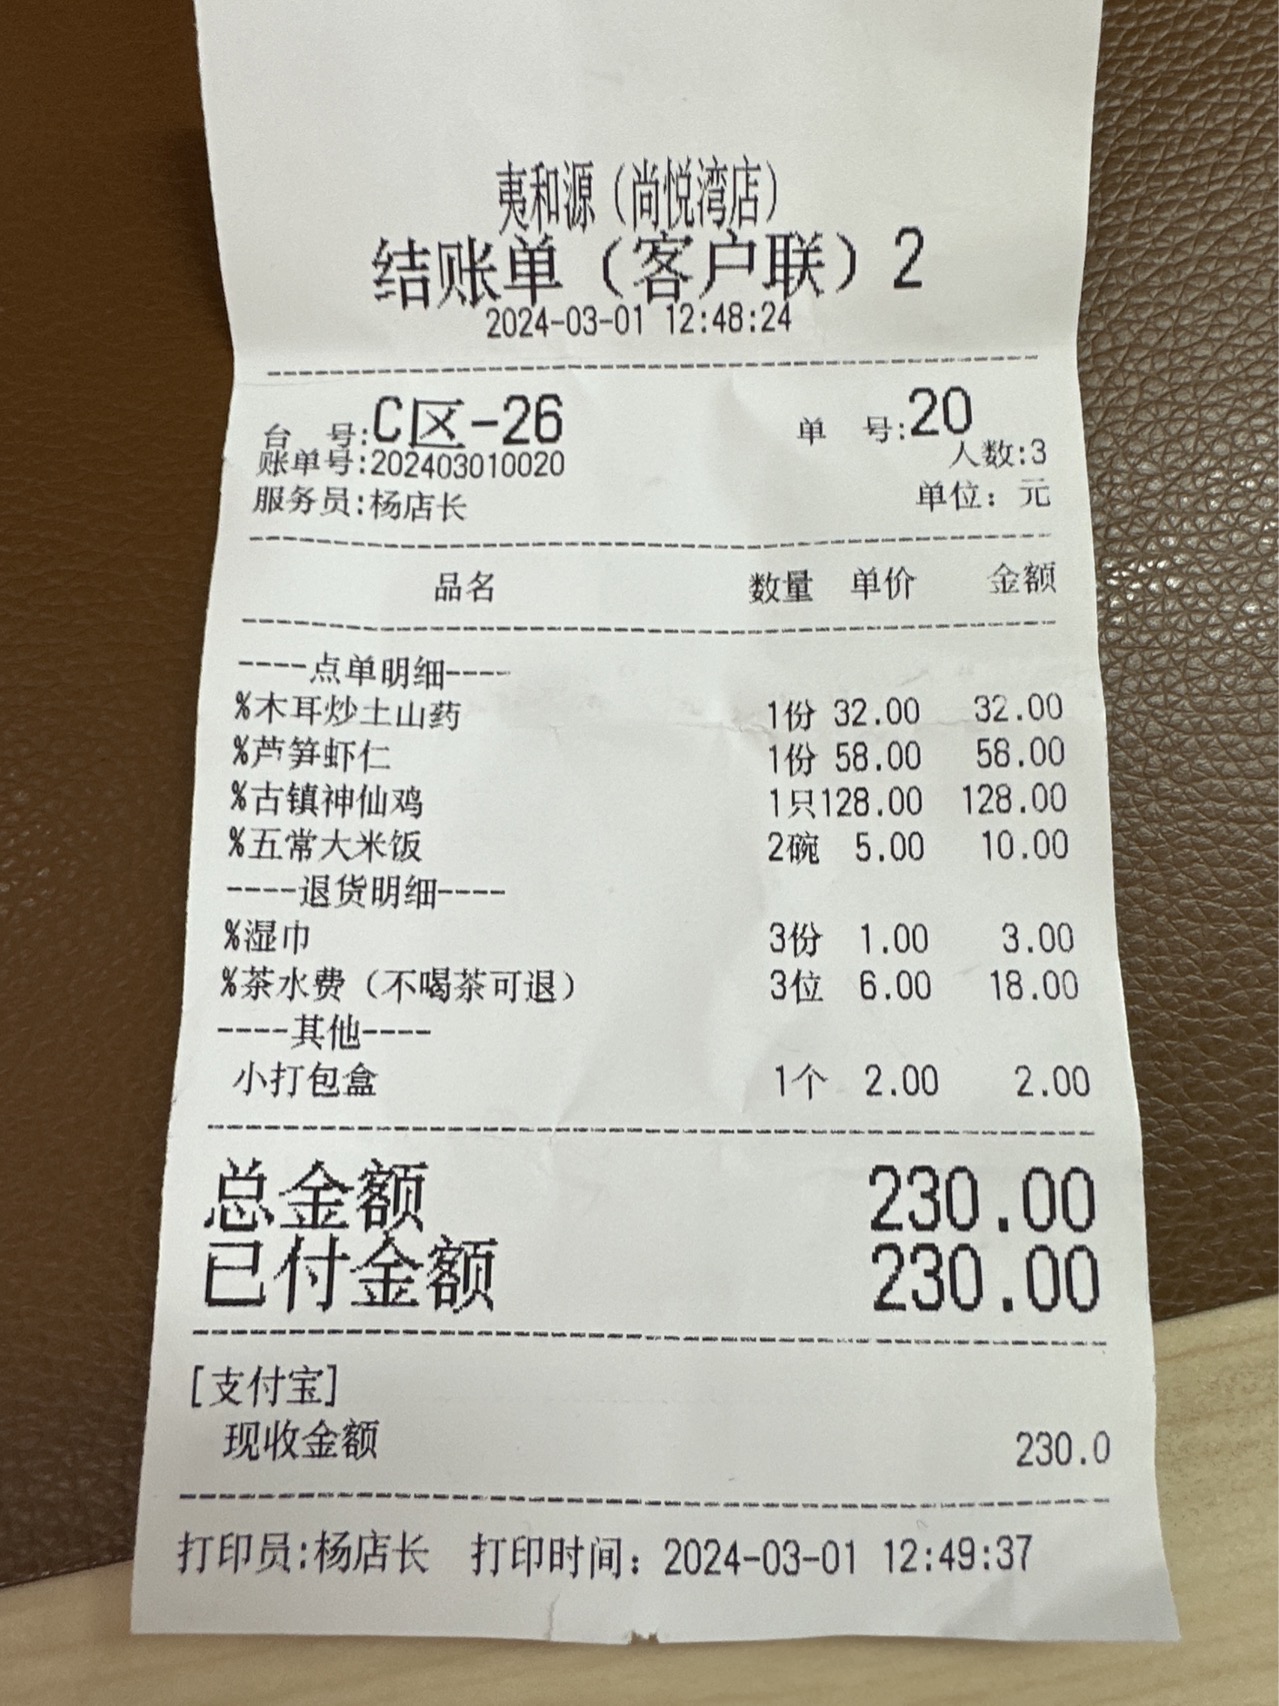 夷和源（尚悦湾店）
结账单（客户联）2
2024-03-01 12:48:24
台 号:C区-26 单 号:20
账单号:202403010020 人数:3
服务员:杨店长 单位：元
品名 数量 单价 金额
----点单明细----
%木耳炒土山药 1份 32.00 32.00
%芦笋虾仁 1份 58.00 58.00
%古镇神仙鸡 1只128.00 128.00
%五常大米饭 2碗 5.00 10.00
----退货明细----
%湿巾 3份 1.00 3.00
%茶水费（不喝茶可退） 3位 6.00 18.00
----其他----
小打包盒 1个 2.00 2.00
总金额 230.00
已付金额 230.00
[支付宝]
现收金额 230.0
打印员:杨店长 打印时间：2024-03-01 12:49:37